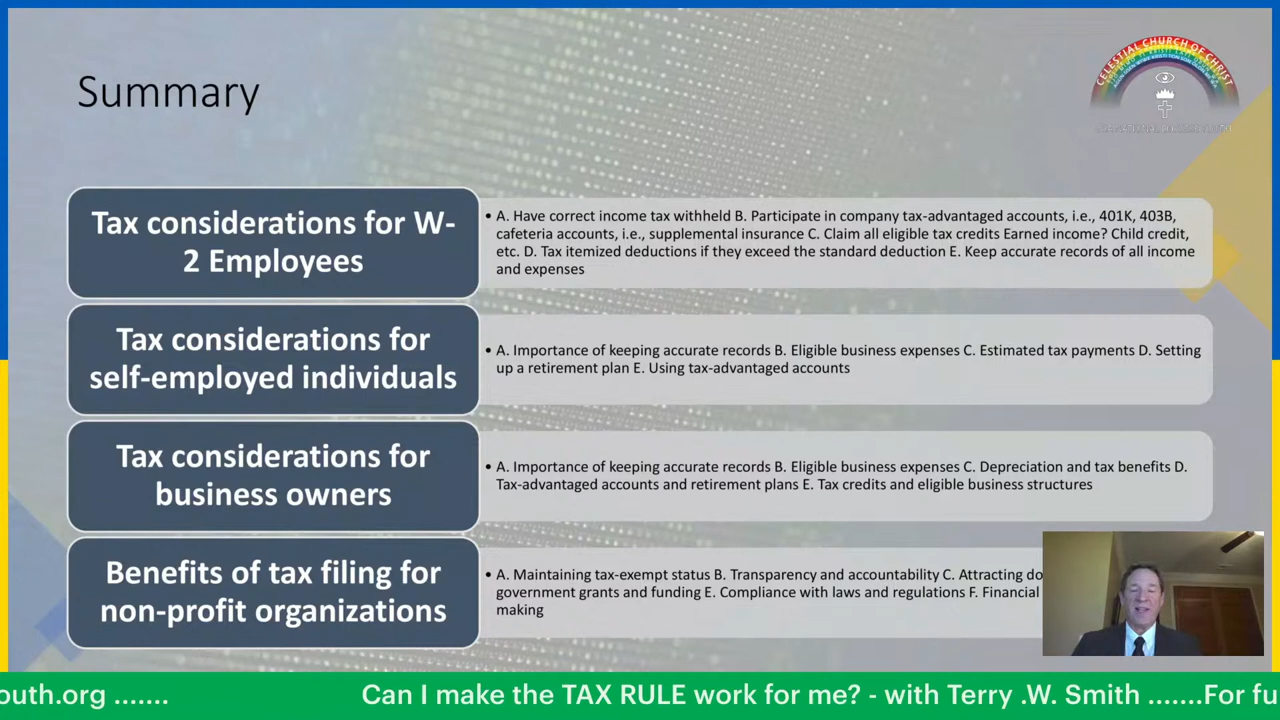 CELESTIAL CHURCH OF CHRIST
Summary
Tax considerations for W-
2 Employees
• A. Have correct income tax withheld B. Participate in company tax-advantaged accounts, i.e., 401K, 403B,
cafeteria accounts, i.e., supplemental insurance C. Claim all eligible tax credits Earned income? Child credit,
etc. D. Tax itemized deductions if they exceed the standard deduction E. Keep accurate records of all income
and expenses
Tax considerations for
self-employed individuals
• A. Importance of keeping accurate records B. Eligible business expenses C. Estimated tax payments D. Setting
up a retirement plan E. Using tax-advantaged accounts
Tax considerations for
business owners
• A. Importance of keeping accurate records B. Eligible business expenses C. Depreciation and tax benefits D.
Tax-advantaged accounts and retirement plans E. Tax credits and eligible business structures
Benefits of tax filing for
non-profit organizations
• A. Maintaining tax-exempt status B. Transparency and accountability C. Attracting do
government grants and funding E. Compliance with laws and regulations F. Financial
making
outh.org ....... Can I make the TAX RULE work for me? - with Terry .W. Smith .......For fu